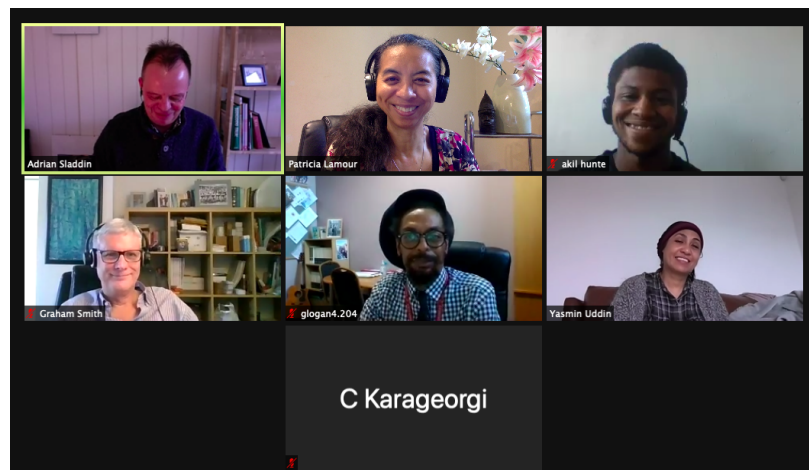 Adrian Sladdin
Patricia Lamour
akil hunte
Graham Smith
glogan4.204
Yasmin Uddin
C Karageorgi